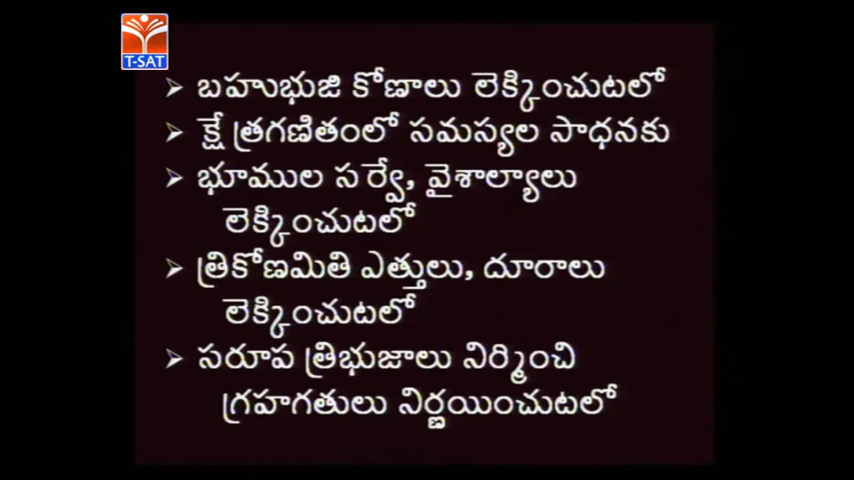 T-SAT
➢ బహుభుజి కోణాలు లెక్కించుటలో
➢ క్షేత్రగణితంలో సమస్యల సాధనకు
➢ భూముల సర్వే, వైశాల్యాలు
లెక్కించుటలో
➢ త్రికోణమితి ఎత్తులు, దూరాలు
లెక్కించుటలో
➢ సరూప త్రిభుజాలు నిర్మించి
గ్రహగతులు నిర్ణయించుటలో